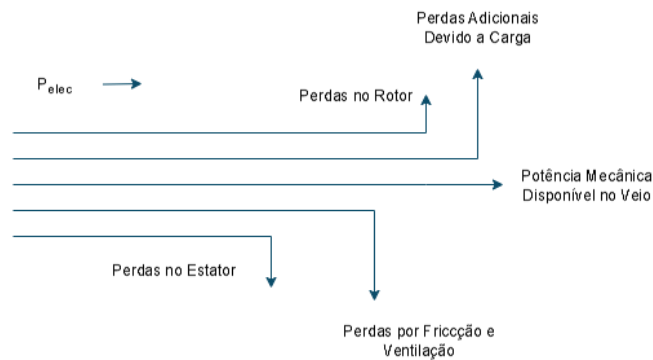 Perdas Adicionais
Devido a Carga
Pelec
Perdas no Rotor
Potência Mecânica
Disponível no Veio
Perdas no Estator
Perdas por Friccção e
Ventilação